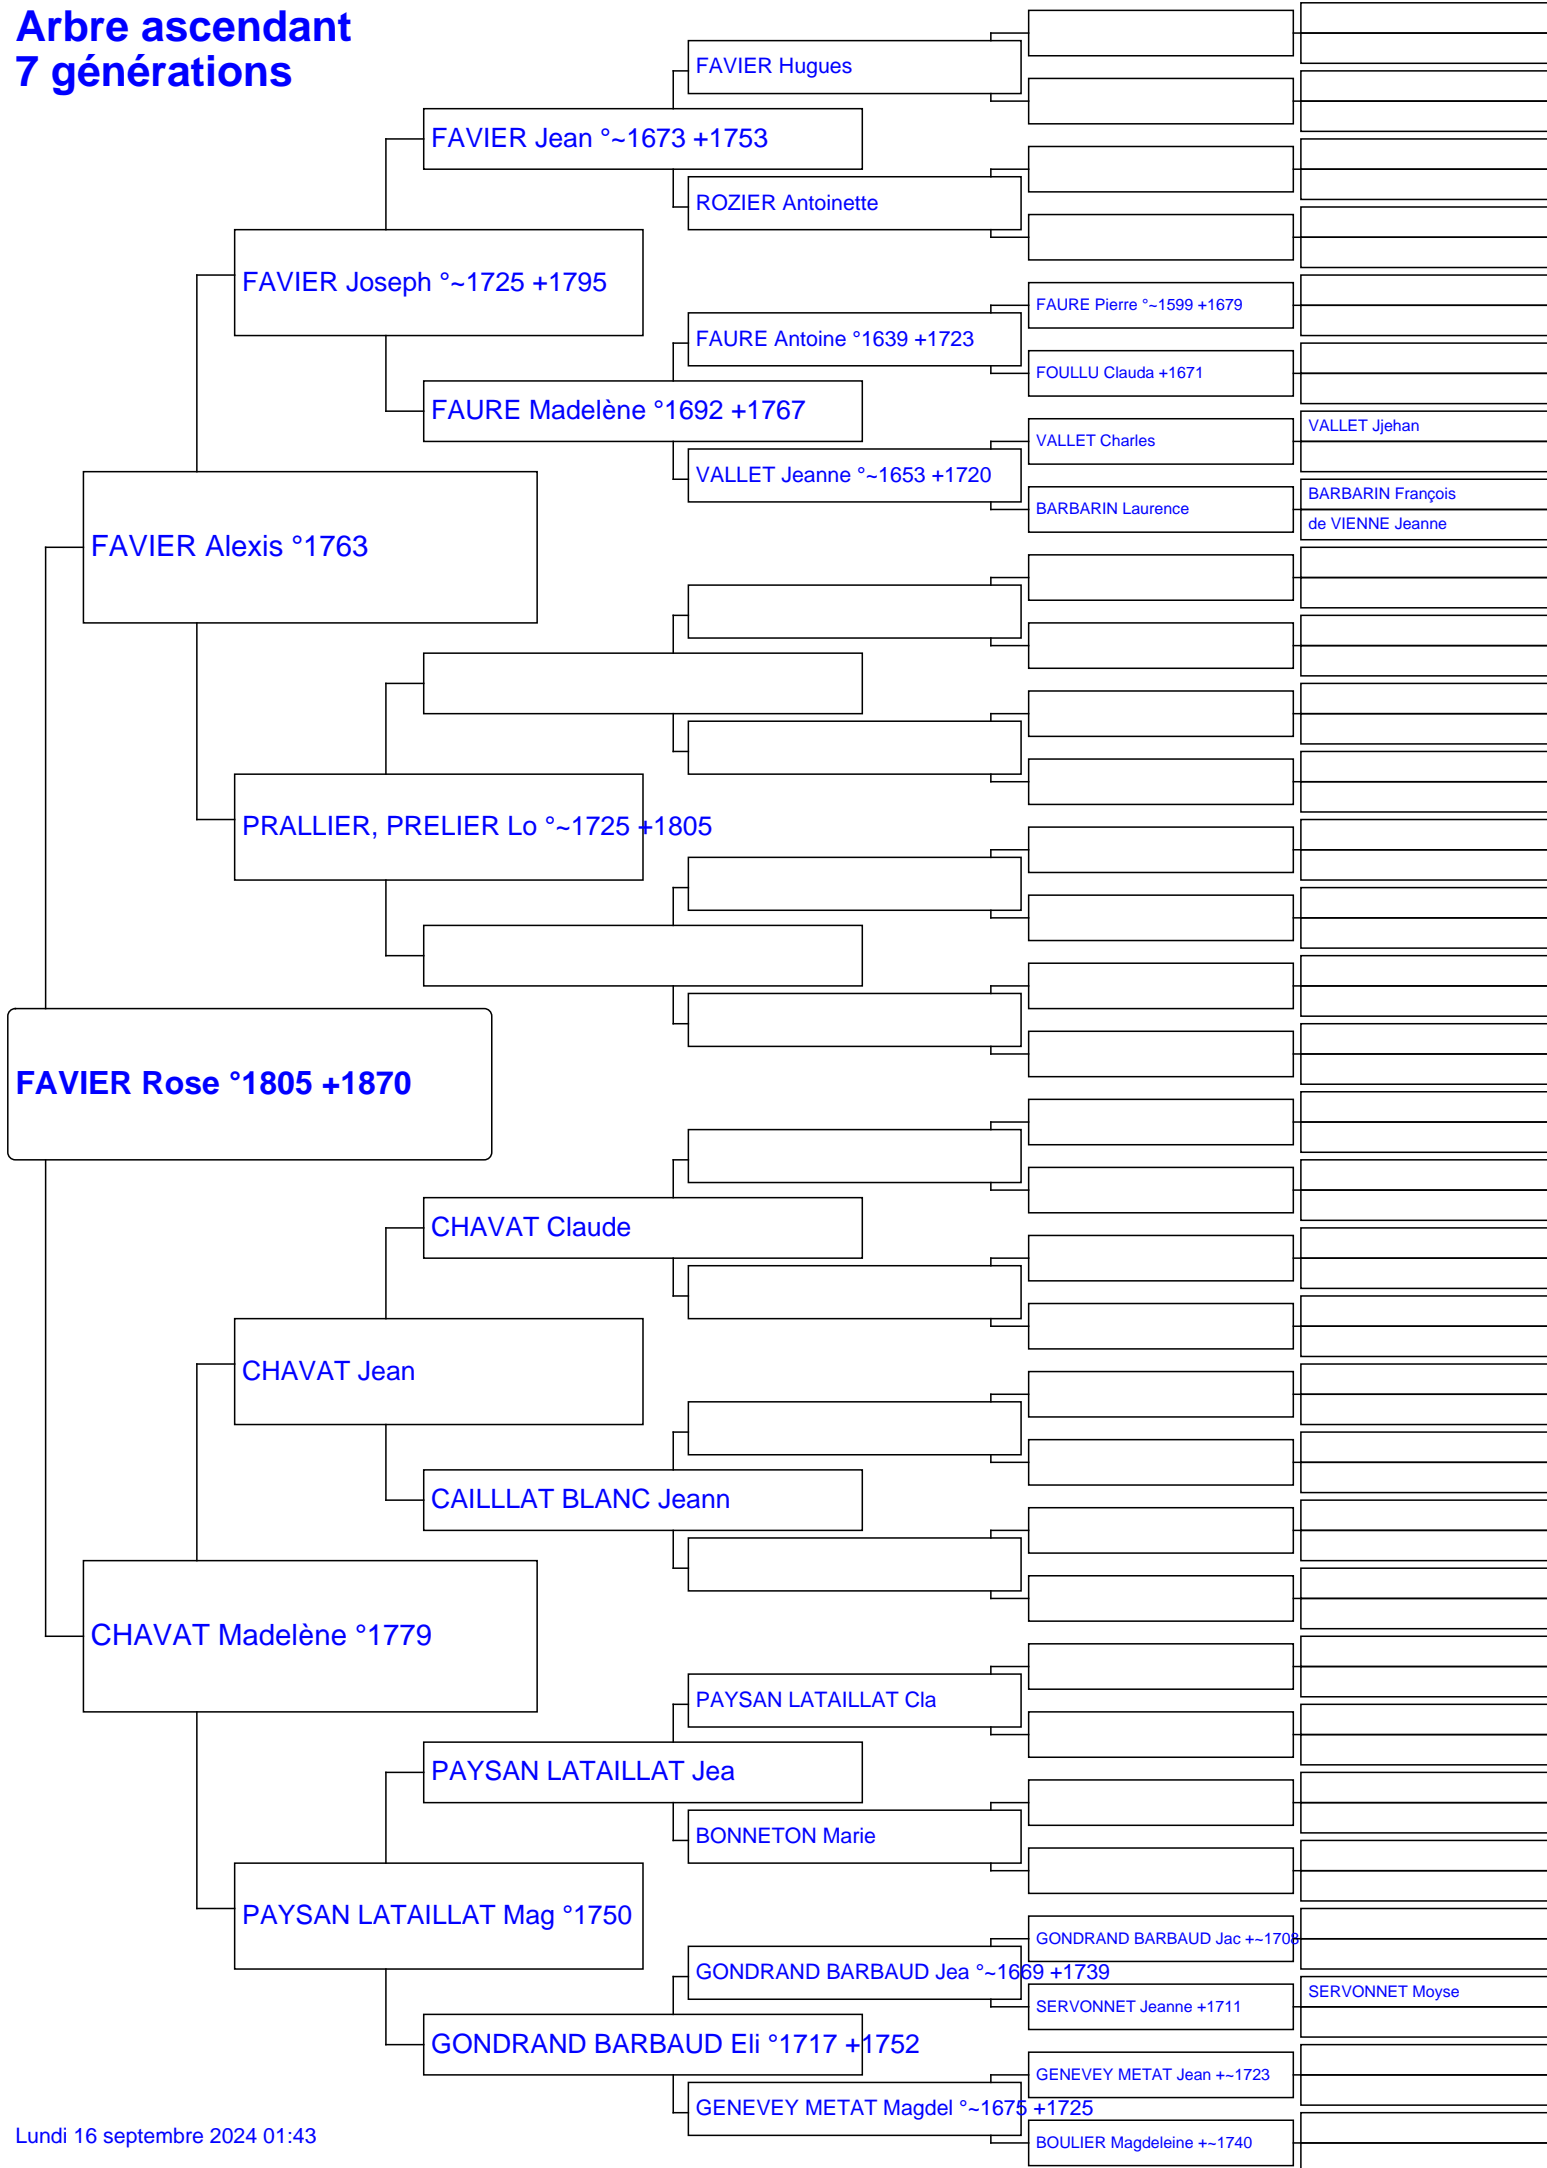 Arbre ascendant
7 générations
FAVIER Hugues
FAVIER Jean °~1673 +1753
ROZIER Antoinette
FAVIER Joseph °~1725 +1795
FAURE Pierre °~1599 +1679
FAURE Antoine °1639 +1723
FOULLU Clauda +1671
FAURE Madelène °1692 +1767
VALLET Jjehan
VALLET Charles
VALLET Jeanne °~1653 +1720
BARBARIN François
BARBARIN Laurence
de VIENNE Jeanne
FAVIER Alexis °1763
PRALLIER, PRELIER Lo °~1725 +1805
FAVIER Rose °1805 +1870
CHAVAT Claude
CHAVAT Jean
CAILLLAT BLANC Jeann
CHAVAT Madelène °1779
PAYSAN LATAILLAT Cla
PAYSAN LATAILLAT Jea
BONNETON Marie
PAYSAN LATAILLAT Mag °1750
GONDRAND BARBAUD Jac +~1708
GONDRAND BARBAUD Jea °~1669 +1739
SERVONNET Moyse
SERVONNET Jeanne +1711
GONDRAND BARBAUD Eli °1717 +1752
GENEVEY METAT Jean +~1723
GENEVEY METAT Magdel °~1675 +1725
BOULIER Magdeleine +~1740
Lundi 16 septembre 2024 01:43